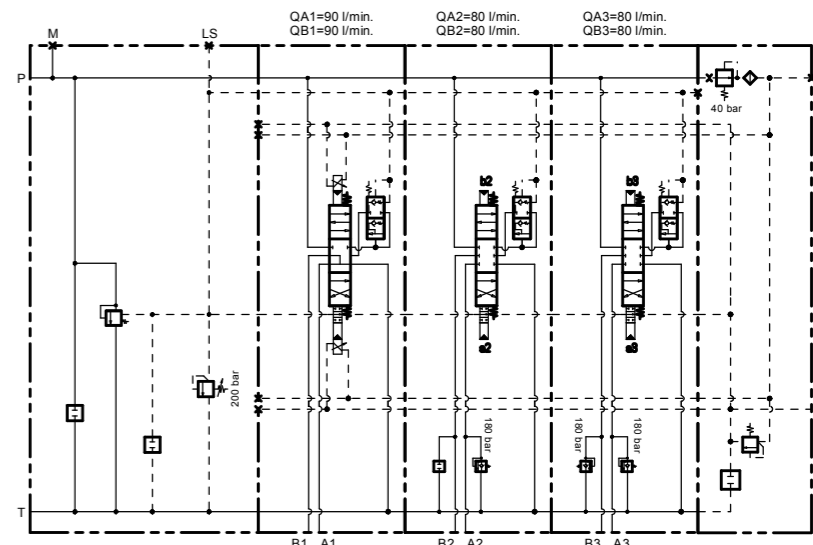 QA1=90 l/min.
QB1=90 l/min.
QA2=80 l/min.
QB2=80 l/min.
QA3=80 l/min.
QB3=80 l/min.
M
LS
P
40 bar
b2
b3
a2
a3
200 bar
180 bar
180 bar
180 bar
T
B1 A1
B2 A2
B3 A3